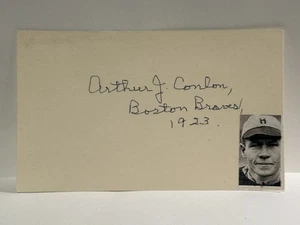 Arthur J. Conlon,
Boston Braves,
1923.
H